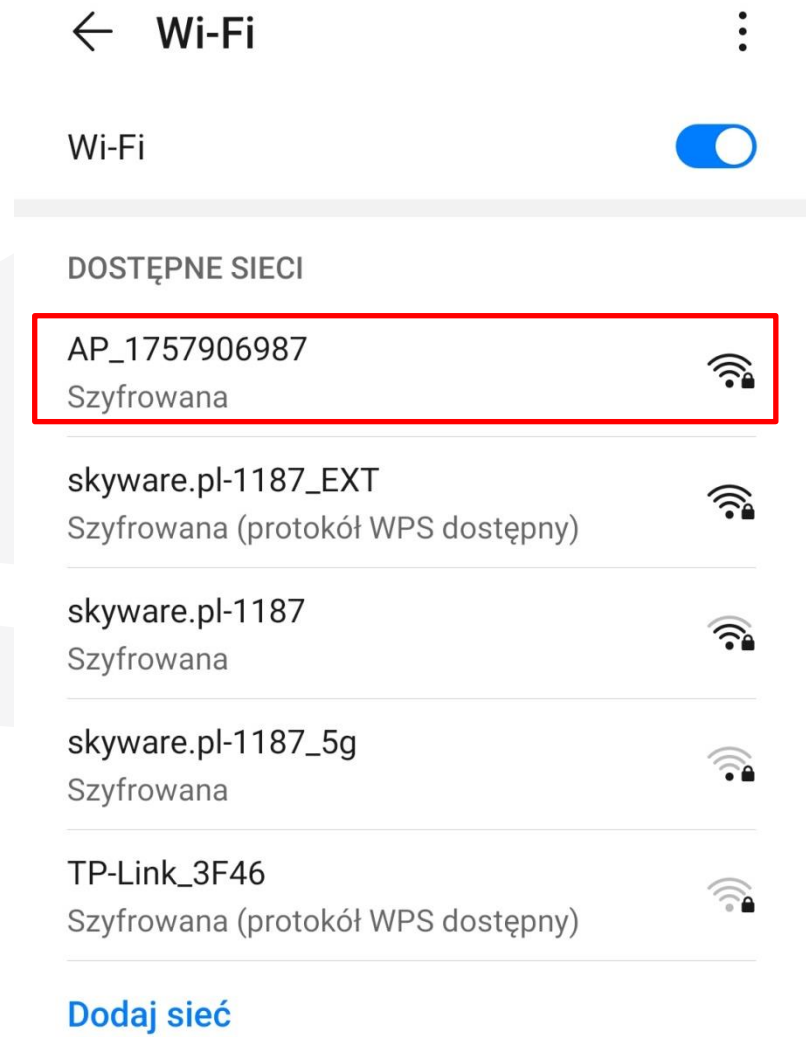 Wi-Fi
Wi-Fi
DOSTĘPNE SIECI
AP_1757906987
Szyfrowana
skyware.pl-1187_EXT
Szyfrowana (protokół WPS dostępny)
skyware.pl-1187
Szyfrowana
skyware.pl-1187_5g
Szyfrowana
TP-Link_3F46
Szyfrowana (protokół WPS dostępny)
Dodaj sieć